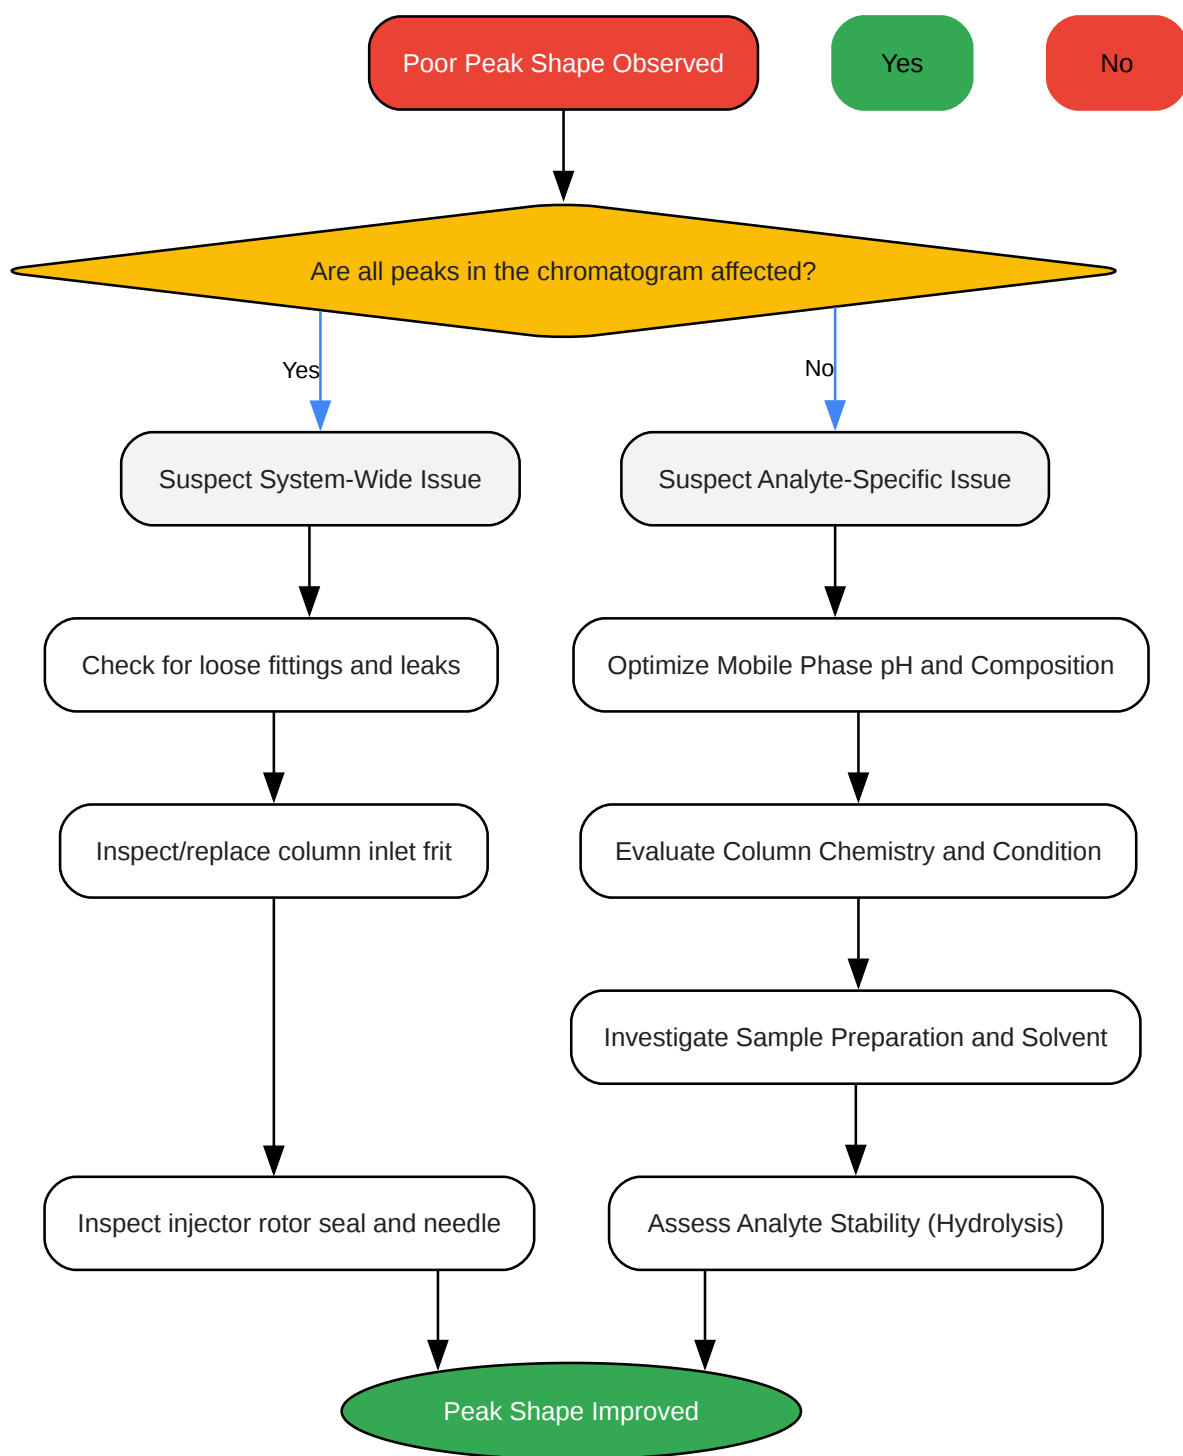 Poor Peak Shape Observed
Yes
No
Are all peaks in the chromatogram affected?
Yes
No
Suspect System-Wide Issue
Suspect Analyte-Specific Issue
Check for loose fittings and leaks
Optimize Mobile Phase pH and Composition
Inspect/replace column inlet frit
Evaluate Column Chemistry and Condition
Investigate Sample Preparation and Solvent
Inspect injector rotor seal and needle
Assess Analyte Stability (Hydrolysis)
Peak Shape Improved